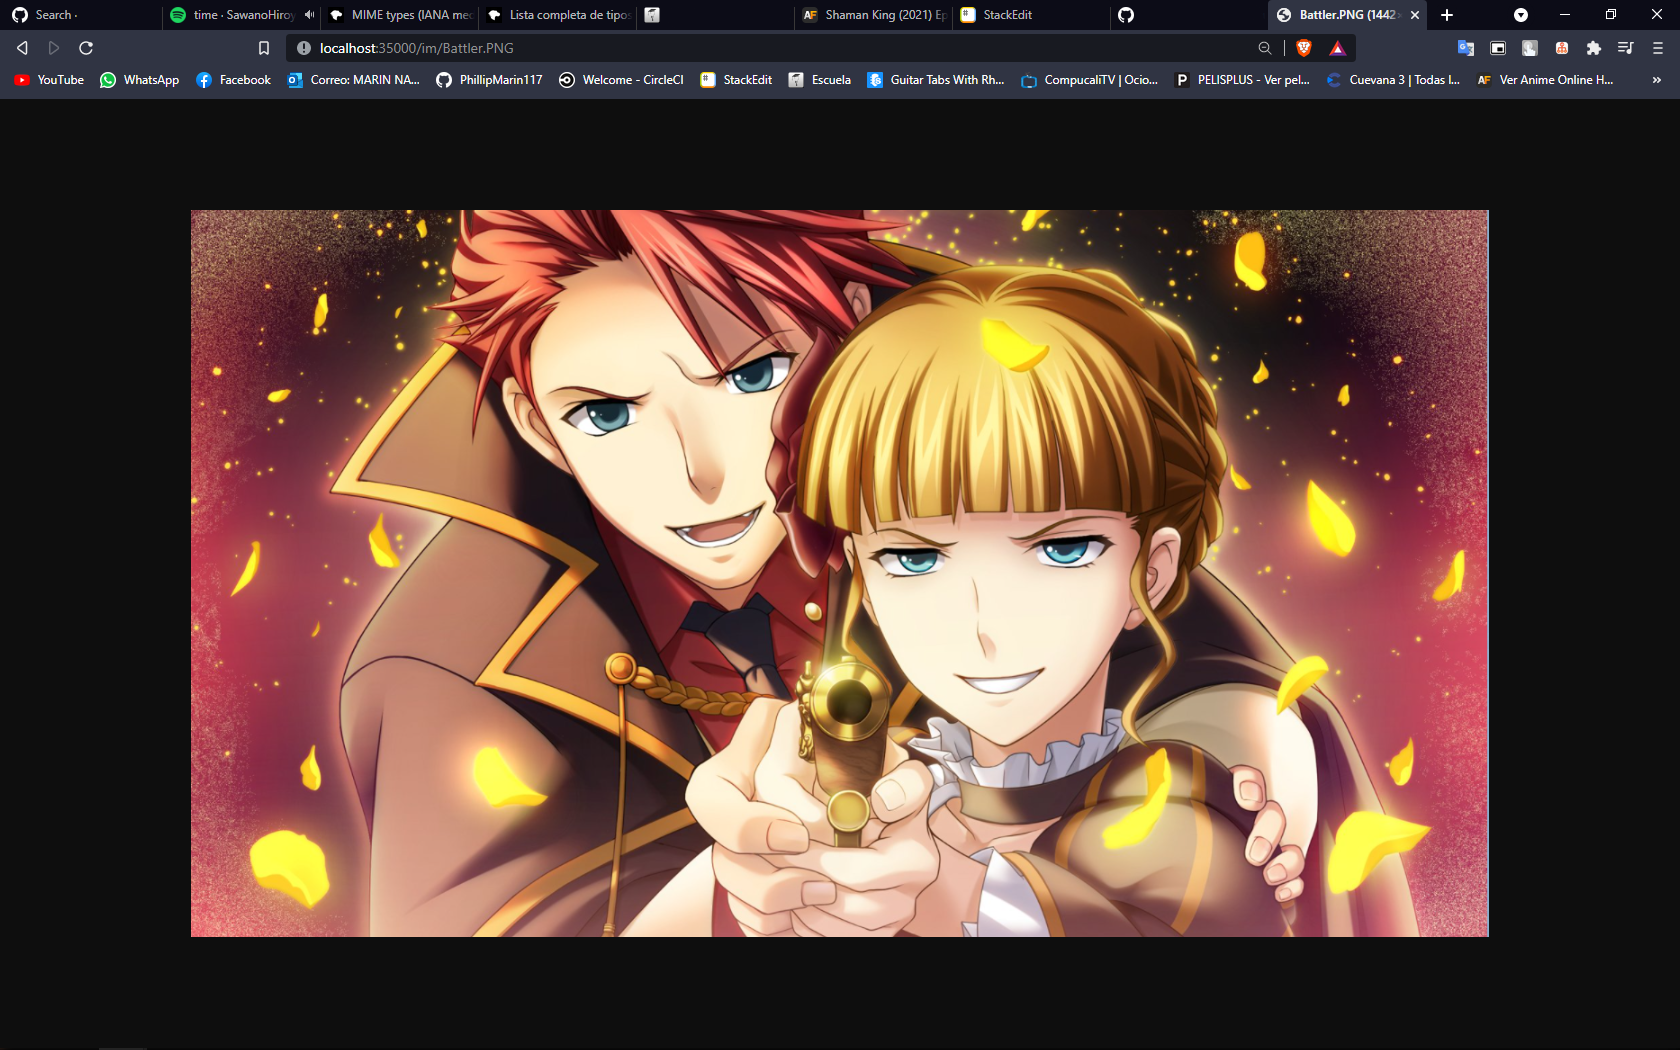 Search ·
time · SawanoHiroy
MIME types (IANA med
Lista completa de tipos
Shaman King (2021) Ep
StackEdit
Battler.PNG (1442×
localhost:35000/im/Battler.PNG
YouTube
WhatsApp
Facebook
Correo: MARIN NA...
PhillipMarin117
Welcome - CircleCI
StackEdit
Escuela
Guitar Tabs With Rh...
CompucaliTV | Ocio...
PELISPLUS - Ver pel...
Cuevana 3 | Todas l...
Ver Anime Online H...